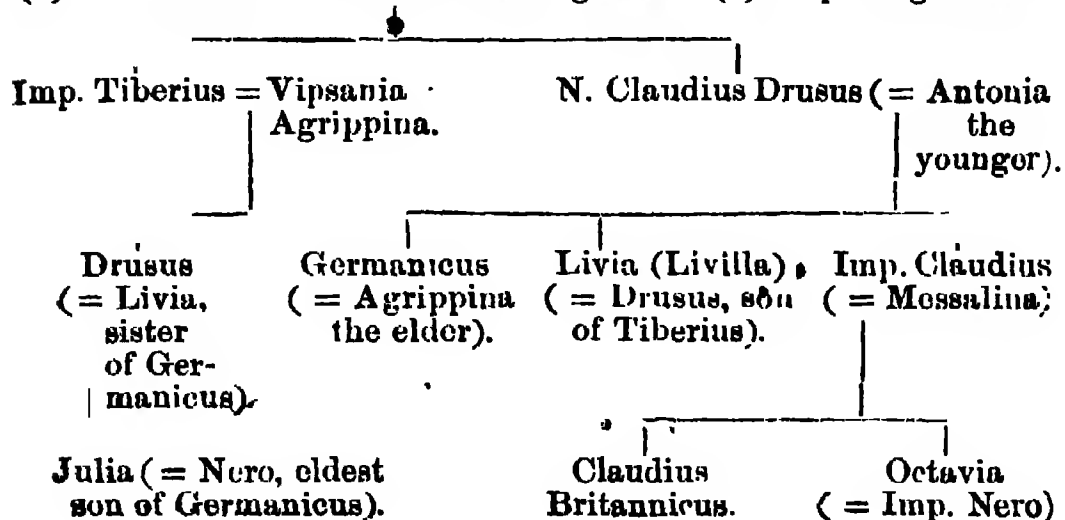 Imp. Tiberius = Vipsania Agrippina.
N. Claudius Drusus (= Antonia the younger).
Drusus (= Livia, sister of Ger-manicus).
Germanicus (= Agrippina the elder).
Livia (Livilla) (= Drusus, son of Tiberius).
Imp. Claudius (= Messalina)
Julia (= Nero, eldest son of Germanicus).
Claudius Britannicus.
Octavia (= Imp. Nero)